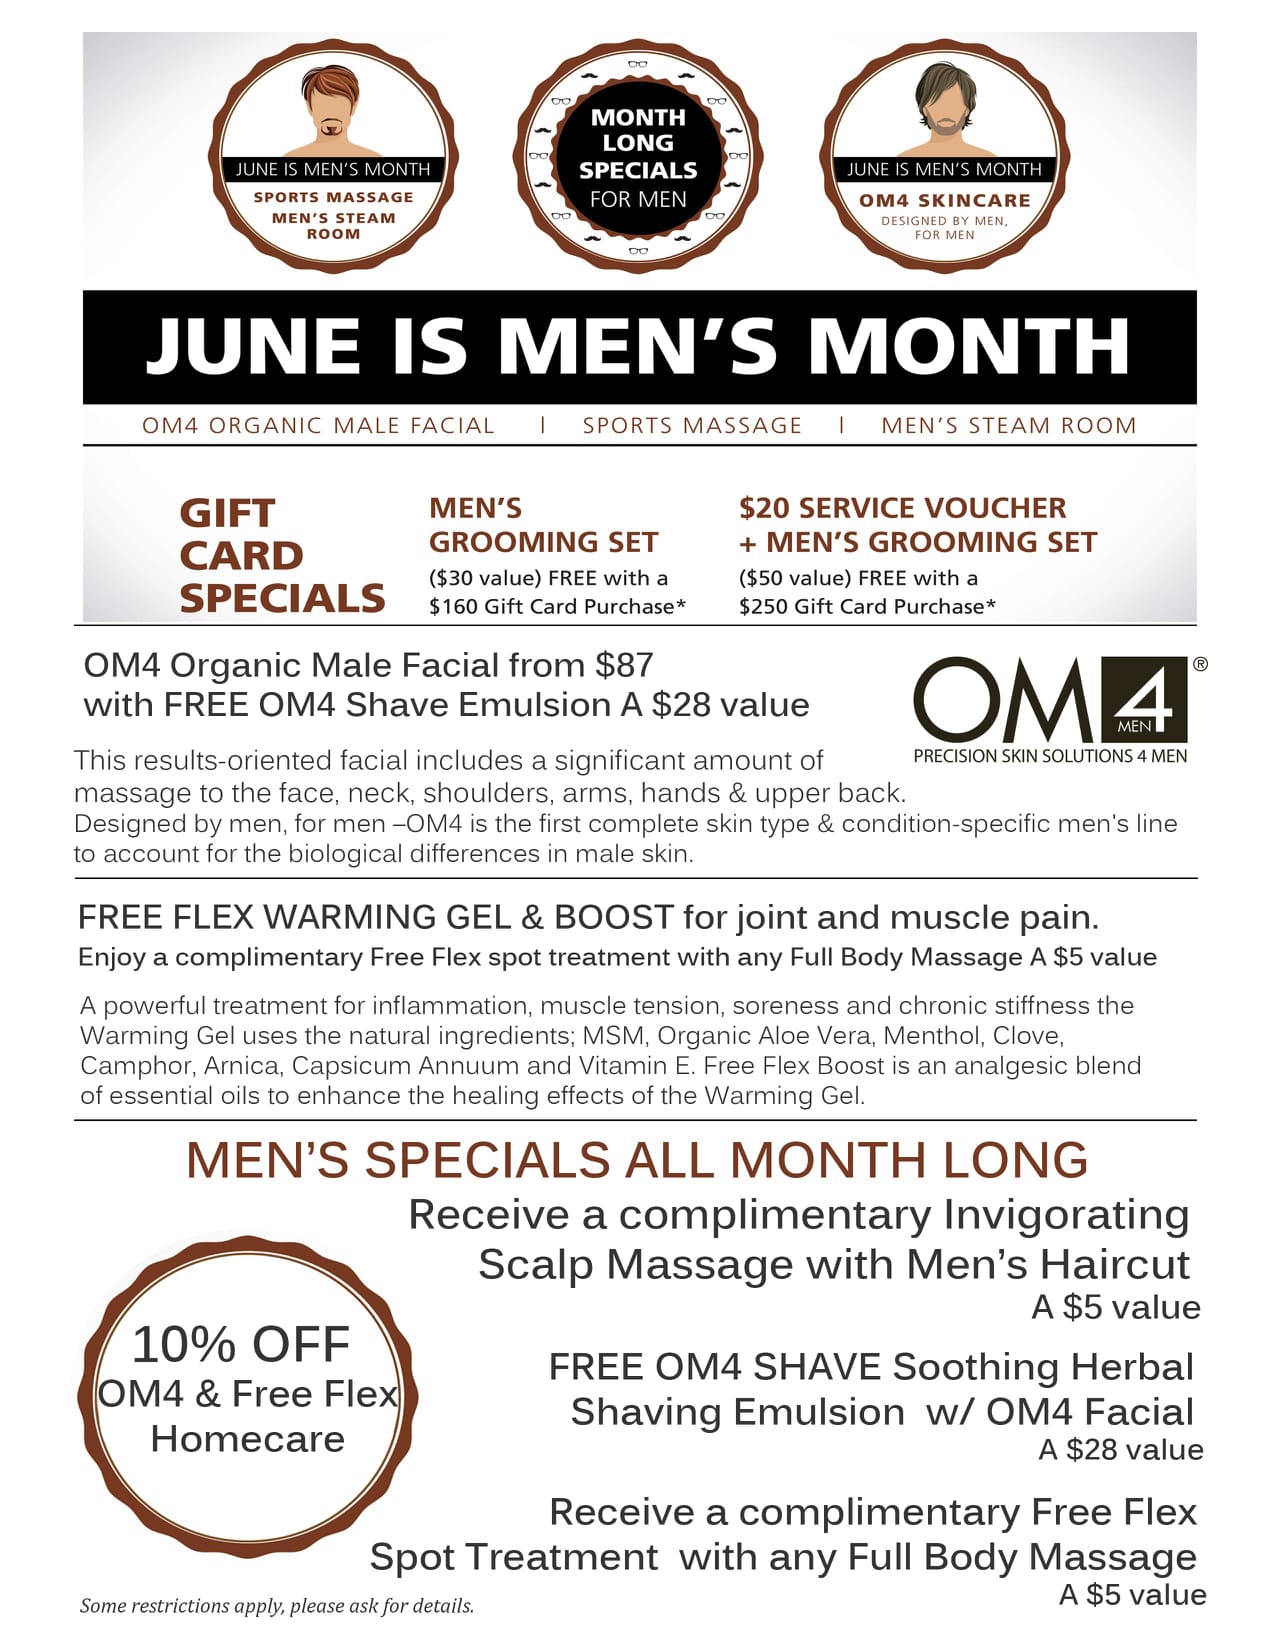 JUNE IS MEN'S MONTH
SPORTS MASSAGE
MEN'S STEAM
ROOM
MONTH
LONG
SPECIALS
FOR MEN
JUNE IS MEN'S MONTH
OM4 SKINCARE
DESIGNED BY MEN,
FOR MEN
JUNE IS MEN'S MONTH
OM4 ORGANIC MALE FACIAL | SPORTS MASSAGE | MEN'S STEAM ROOM
GIFT
CARD
SPECIALS
MEN'S
GROOMING SET
($30 value) FREE with a
$160 Gift Card Purchase*
$20 SERVICE VOUCHER
+ MEN'S GROOMING SET
($50 value) FREE with a
$250 Gift Card Purchase*
OM4 Organic Male Facial from $87
with FREE OM4 Shave Emulsion A $28 value
OM4®
MEN
PRECISION SKIN SOLUTIONS 4 MEN
This results-oriented facial includes a significant amount of
massage to the face, neck, shoulders, arms, hands & upper back.
Designed by men, for men –OM4 is the first complete skin type & condition-specific men's line
to account for the biological differences in male skin.
FREE FLEX WARMING GEL & BOOST for joint and muscle pain.
Enjoy a complimentary Free Flex spot treatment with any Full Body Massage A $5 value
A powerful treatment for inflammation, muscle tension, soreness and chronic stiffness the
Warming Gel uses the natural ingredients; MSM, Organic Aloe Vera, Menthol, Clove,
Camphor, Arnica, Capsicum Annuum and Vitamin E. Free Flex Boost is an analgesic blend
of essential oils to enhance the healing effects of the Warming Gel.
MEN'S SPECIALS ALL MONTH LONG
Receive a complimentary Invigorating
Scalp Massage with Men's Haircut
A $5 value
10% OFF
OM4 & Free Flex
Homecare
FREE OM4 SHAVE Soothing Herbal
Shaving Emulsion w/ OM4 Facial
A $28 value
Receive a complimentary Free Flex
Spot Treatment with any Full Body Massage
A $5 value
Some restrictions apply, please ask for details.